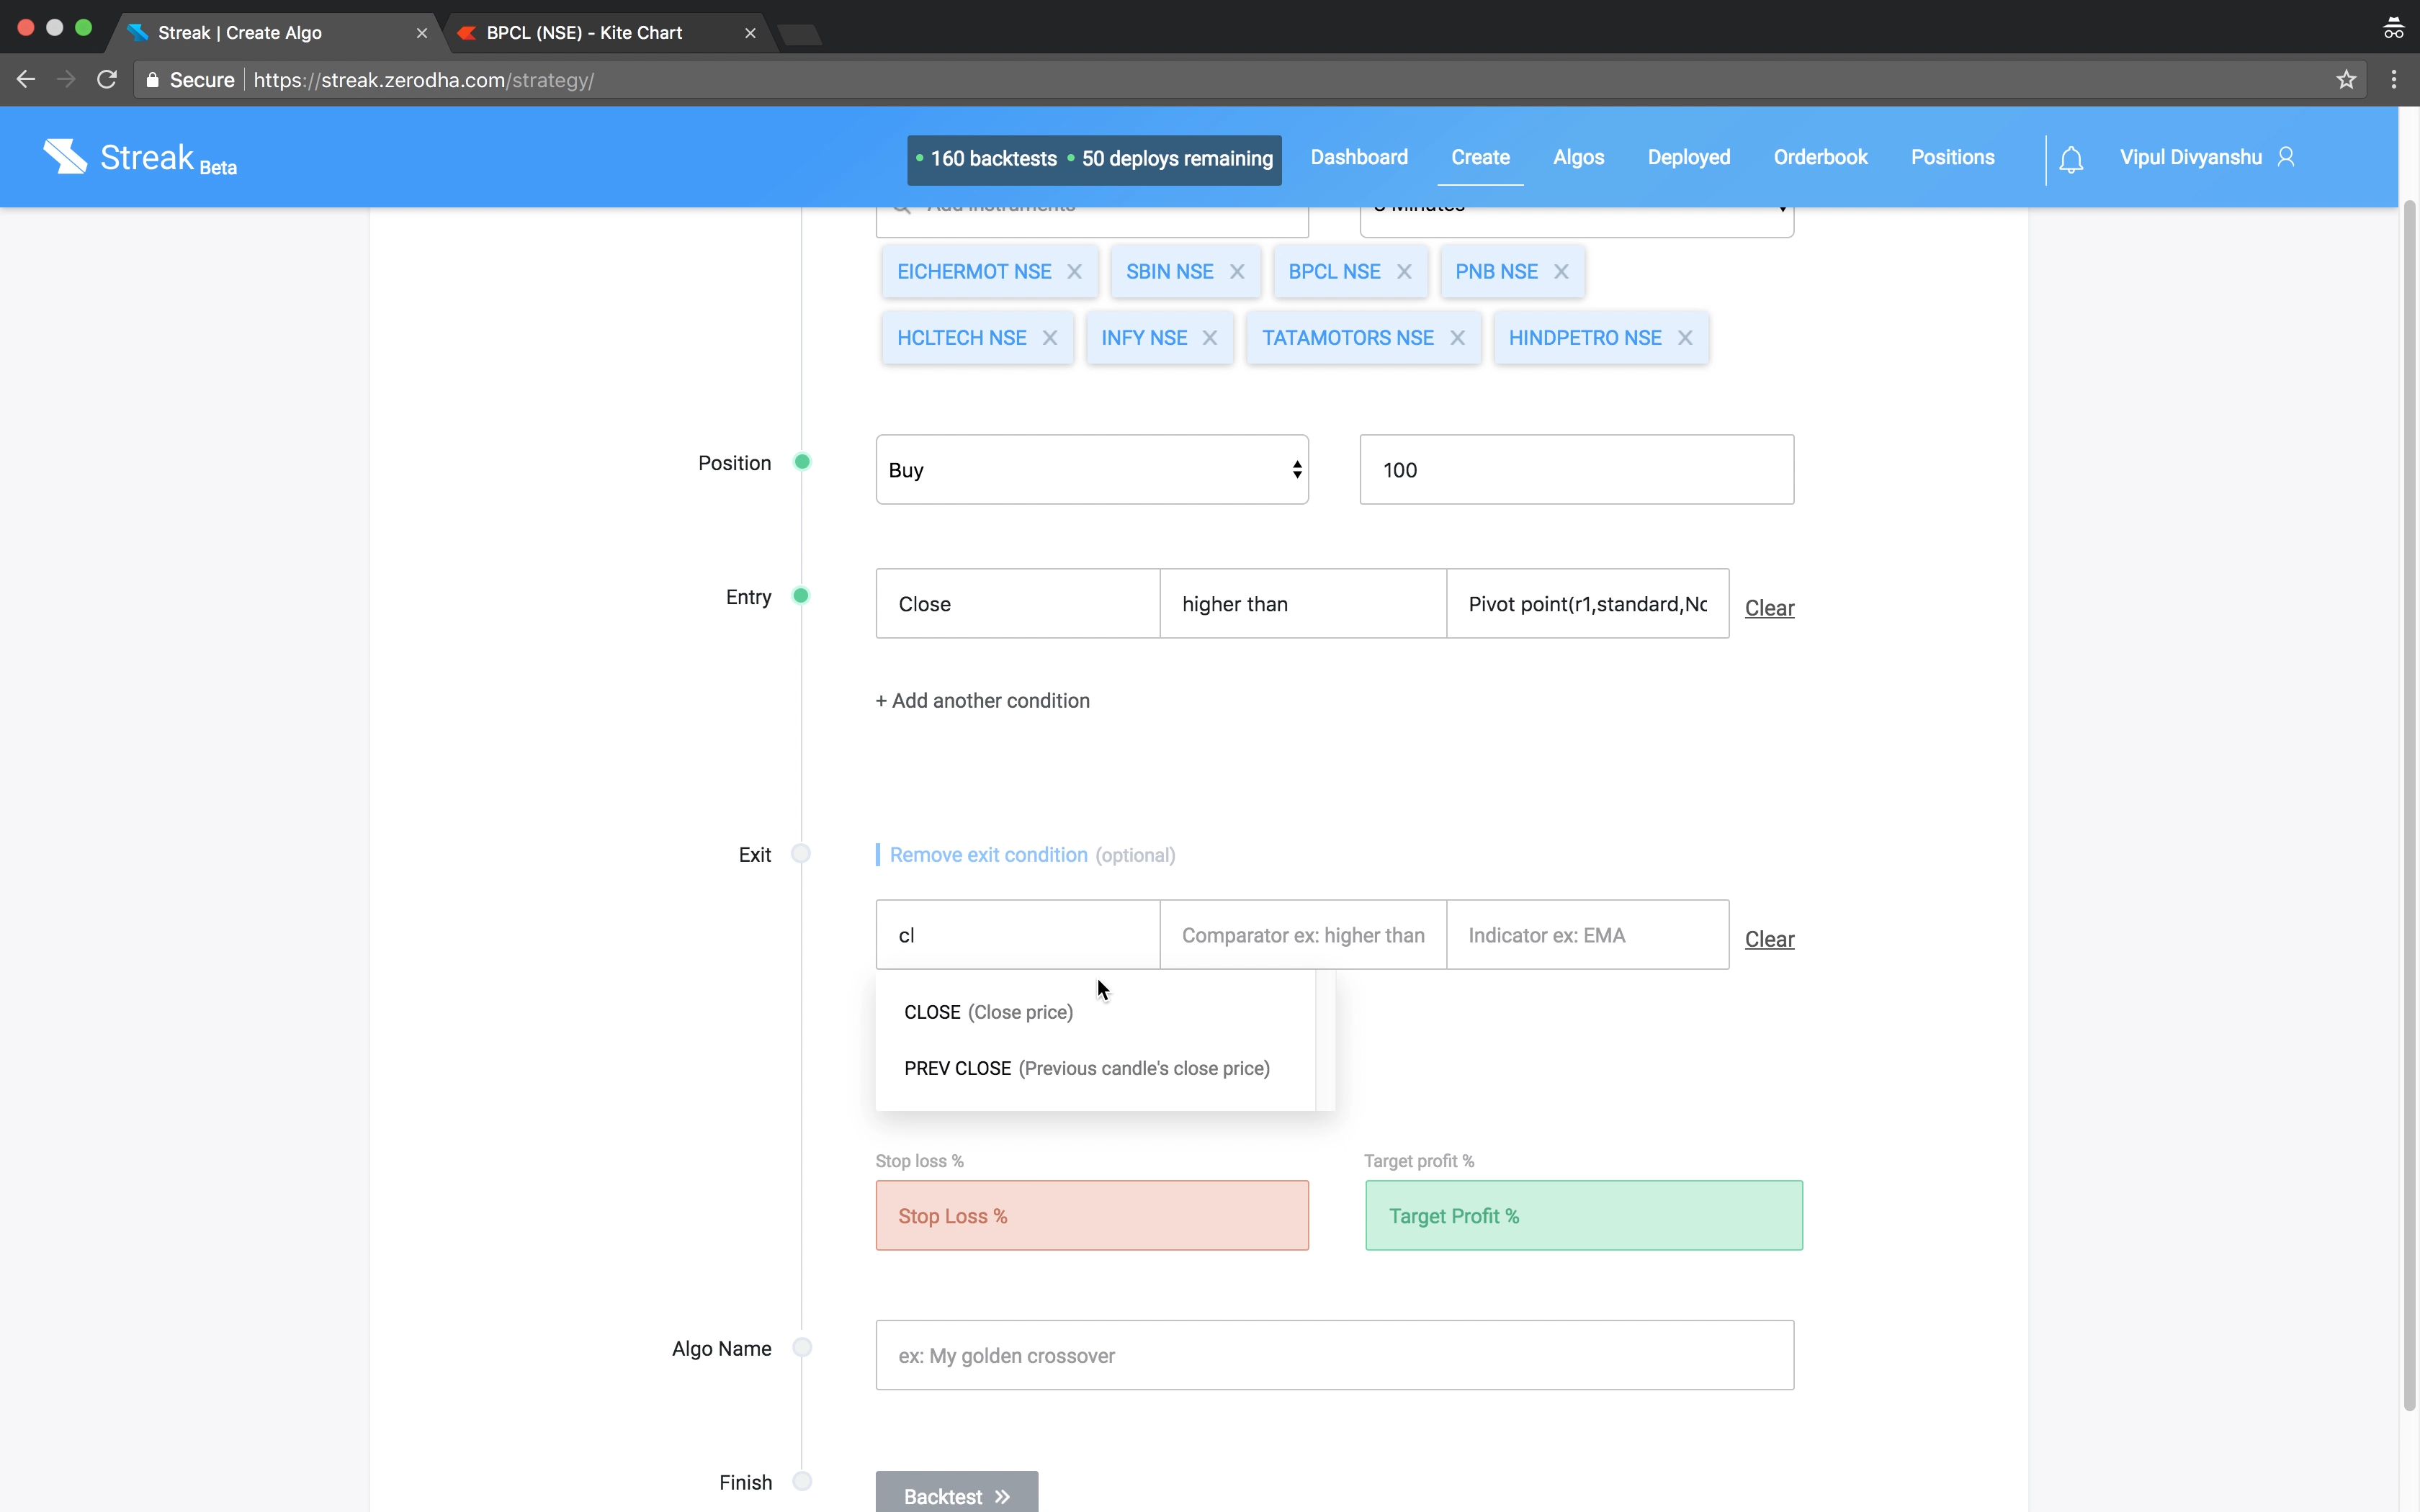 Streak | Create Algo
BPCL (NSE) - Kite Chart
Secure
https://streak.zerodha.com/strategy/
Streak Beta
160 backtests 50 deploys remaining
Dashboard
Create
Algos
Deployed
Orderbook
Positions
Vipul Divyanshu
Add instruments
Minutes
EICHERMOT NSE
SBIN NSE
BPCL NSE
PNB NSE
HCLTECH NSE
INFY NSE
TATAMOTORS NSE
HINDPETRO NSE
Position
Buy
100
Entry
Close
higher than
Pivot point(r1,standard,Nc
Clear
+ Add another condition
Exit
Remove exit condition (optional)
cl
Comparator ex: higher than
Indicator ex: EMA
Clear
CLOSE (Close price)
PREV CLOSE (Previous candle's close price)
Stop loss %
Target profit %
Stop Loss %
Target Profit %
Algo Name
ex: My golden crossover
Finish
Backtest »